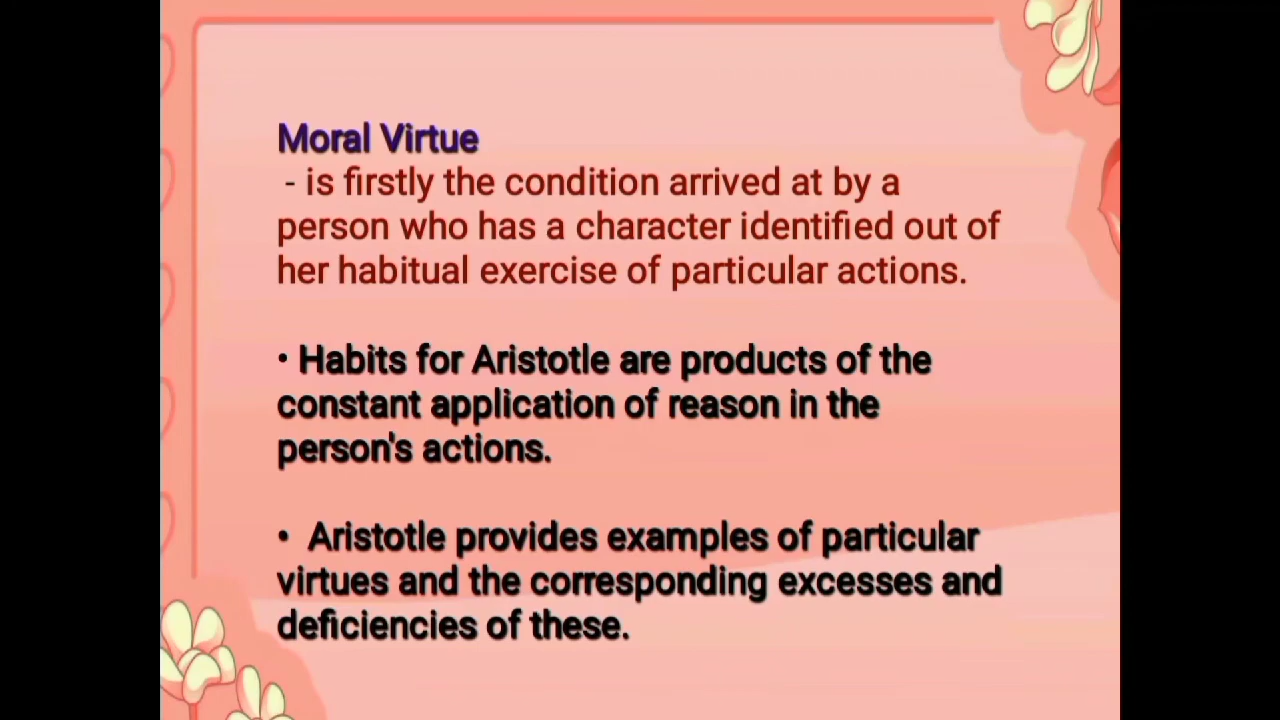 Moral Virtue
- is firstly the condition arrived at by a
person who has a character identified out of
her habitual exercise of particular actions.
• Habits for Aristotle are products of the
constant application of reason in the
person's actions.
• Aristotle provides examples of particular
virtues and the corresponding excesses and
deficiencies of these.